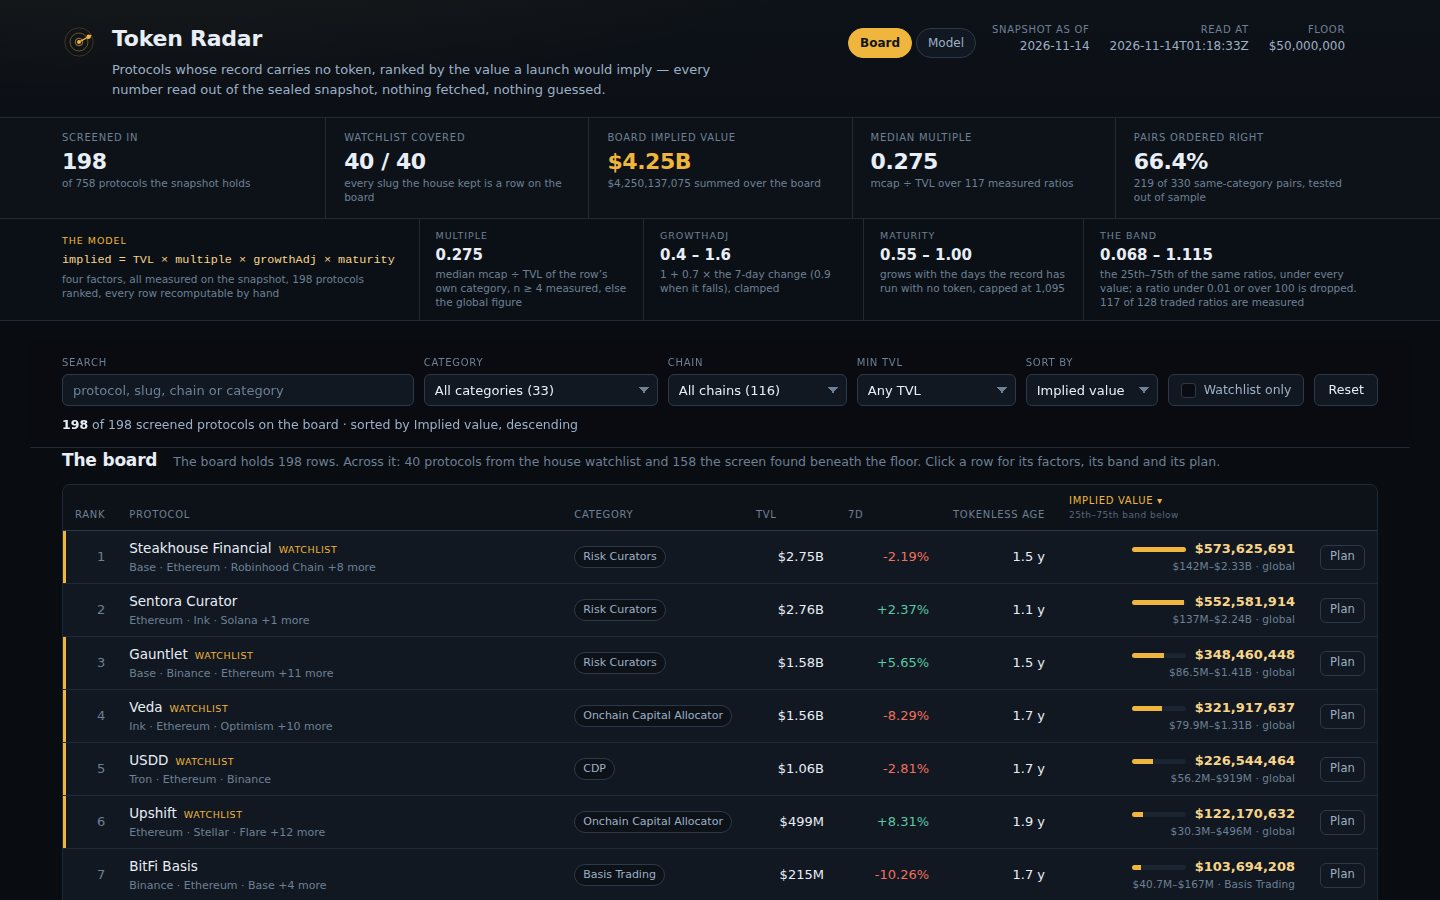 Token Radar
Protocols whose record carries no token, ranked by the value a launch would imply — every
number read out of the sealed snapshot, nothing fetched, nothing guessed.
Board
Model
SNAPSHOT AS OF
2026-11-14
READ AT
2026-11-14T01:18:33Z
FLOOR
$50,000,000
SCREENED IN
198
of 758 protocols the snapshot holds
WATCHLIST COVERED
40 / 40
every slug the house kept is a row on the
board
BOARD IMPLIED VALUE
$4.25B
$4,250,137,075 summed over the board
MEDIAN MULTIPLE
0.275
mcap ÷ TVL over 117 measured ratios
PAIRS ORDERED RIGHT
66.4%
219 of 330 same-category pairs, tested
out of sample
THE MODEL
implied = TVL × multiple × growthAdj × maturity
four factors, all measured on the snapshot, 198 protocols
ranked, every row recomputable by hand
MULTIPLE
0.275
median mcap ÷ TVL of the row's
own category, n ≥ 4 measured, else
the global figure
GROWTHADJ
0.4 – 1.6
1 + 0.7 × the 7-day change (0.9
when it falls), clamped
MATURITY
0.55 – 1.00
grows with the days the record has
run with no token, capped at 1,095
THE BAND
0.068 – 1.115
the 25th–75th of the same ratios, under every
value; a ratio under 0.01 or over 100 is dropped.
117 of 128 traded ratios are measured
SEARCH
protocol, slug, chain or category
CATEGORY
All categories (33)
CHAIN
All chains (116)
MIN TVL
Any TVL
SORT BY
Implied value
Watchlist only
Reset
198 of 198 screened protocols on the board · sorted by Implied value, descending
The board
The board holds 198 rows. Across it: 40 protocols from the house watchlist and 158 the screen found beneath the floor. Click a row for its factors, its band and its plan.
RANK PROTOCOL CATEGORY TVL 7D TOKENLESS AGE IMPLIED VALUE ▾
25th–75th band below
1 Steakhouse Financial WATCHLIST Risk Curators $2.75B -2.19% 1.5 y $573,625,691 Plan
Base · Ethereum · Robinhood Chain +8 more $142M–$2.33B · global
2 Sentora Curator Risk Curators $2.76B +2.37% 1.1 y $552,581,914 Plan
Ethereum · Ink · Solana +1 more $137M–$2.24B · global
3 Gauntlet WATCHLIST Risk Curators $1.58B +5.65% 1.5 y $348,460,448 Plan
Base · Binance · Ethereum +11 more $86.5M–$1.41B · global
4 Veda WATCHLIST Onchain Capital Allocator $1.56B -8.29% 1.7 y $321,917,637 Plan
Ink · Ethereum · Optimism +10 more $79.9M–$1.31B · global
5 USDD WATCHLIST CDP $1.06B -2.81% 1.7 y $226,544,464 Plan
Tron · Ethereum · Binance $56.2M–$919M · global
6 Upshift WATCHLIST Onchain Capital Allocator $499M +8.31% 1.9 y $122,170,632 Plan
Ethereum · Stellar · Flare +12 more $30.3M–$496M · global
7 BitFi Basis Basis Trading $215M -10.26% 1.7 y $103,694,208 Plan
Binance · Ethereum · Base +4 more $40.7M–$167M · Basis Trading